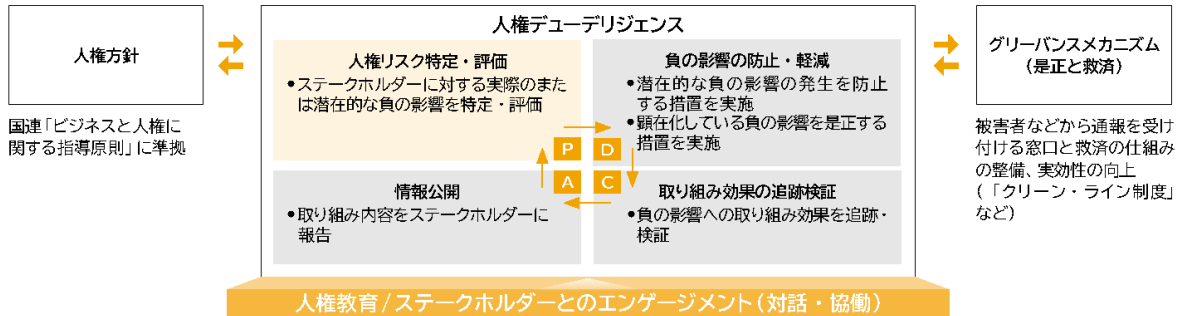 人権方針
国連「ビジネスと人権に
関する指導原則」に準拠
人権デューデリジェンス
人権リスク特定・評価
•ステークホルダーに対する実際のまた
は潜在的な負の影響を特定・評価
負の影響の防止・軽減
•潜在的な負の影響の発生を防止
する措置を実施
•顕在化している負の影響を是正する
措置を実施
P
D
A
C
情報公開
•取り組み内容をステークホルダーに
報告
取り組み効果の追跡検証
•負の影響への取り組み効果を追跡・
検証
人権教育/ステークホルダーとのエンゲージメント(対話・協働)
グリーバンスメカニズム
(是正と救済)
被害者などから通報を受け
付ける窓口と救済の仕組み
の整備、実効性の向上
(「クリーン・ライン制度」
など)